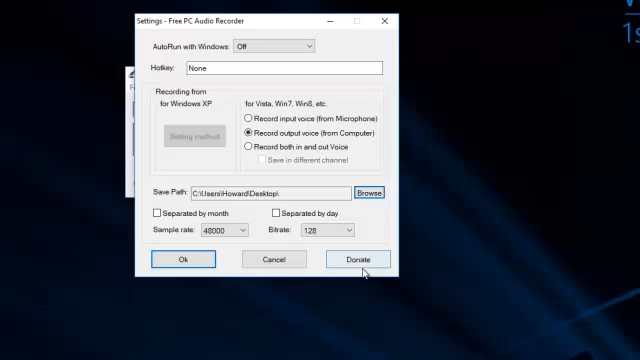 Settings - Free PC Audio Recorder
AutoRun with Windows: Off
Hotkey: None
Recording from
for Windows XP
for Vista, Win7, Win8, etc.
Setting method
Record input voice (from Microphone)
Record output voice (from Computer)
Record both in and out Voice
Save in different channel
Save Path: C:\Users\Howard\Desktop\ Browse
Separated by month Separated by day
Sample rate: 48000 Bitrate: 128
Ok Cancel Donate